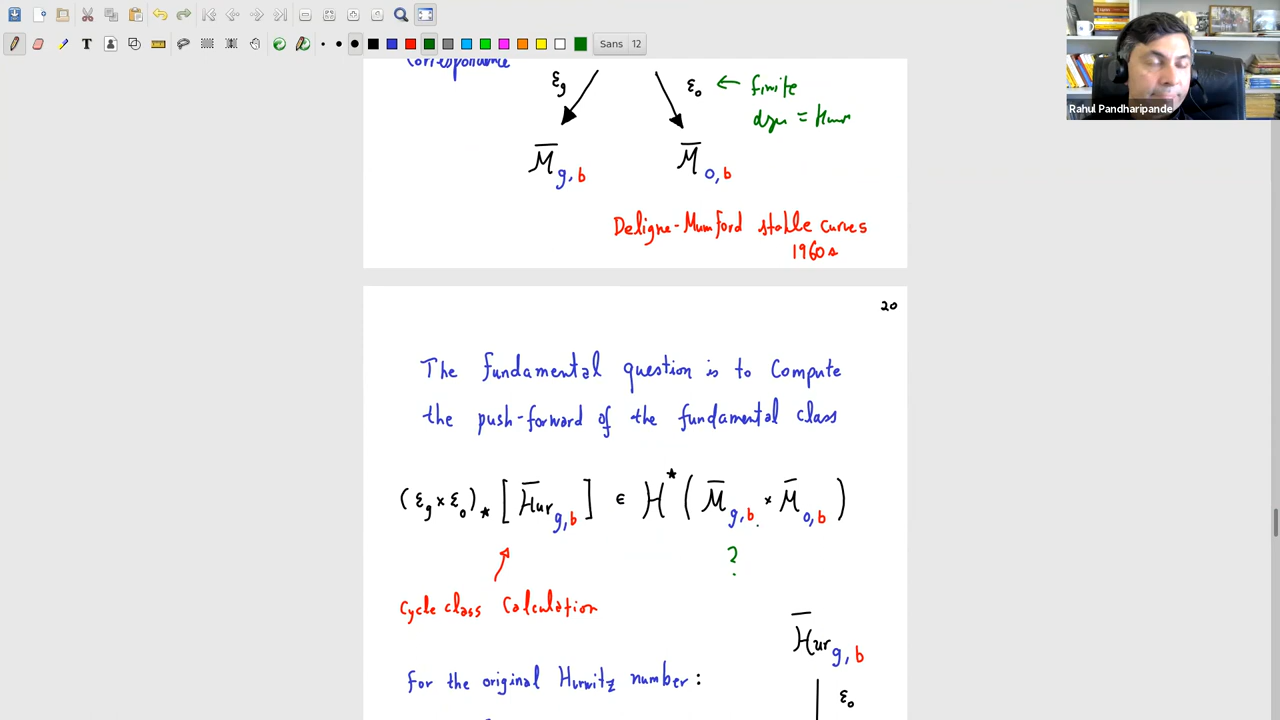 Sans 12
Rahul Pandharipande
Correspondence
ε_g ε_0 ← finite
M̄_{g,b} M̄_{0,b}
Deligne-Mumford stable curves
1960s
20
The fundamental question is to Compute
the push-forward of the fundamental class
(ε_g × ε_0)_* [H̄ur_{g,b}] ∈ H^*(M̄_{g,b} × M̄_{0,b})
?
Cycle class Calculation
H̄ur_{g,b}
For the original Hurwitz number:
ε_0